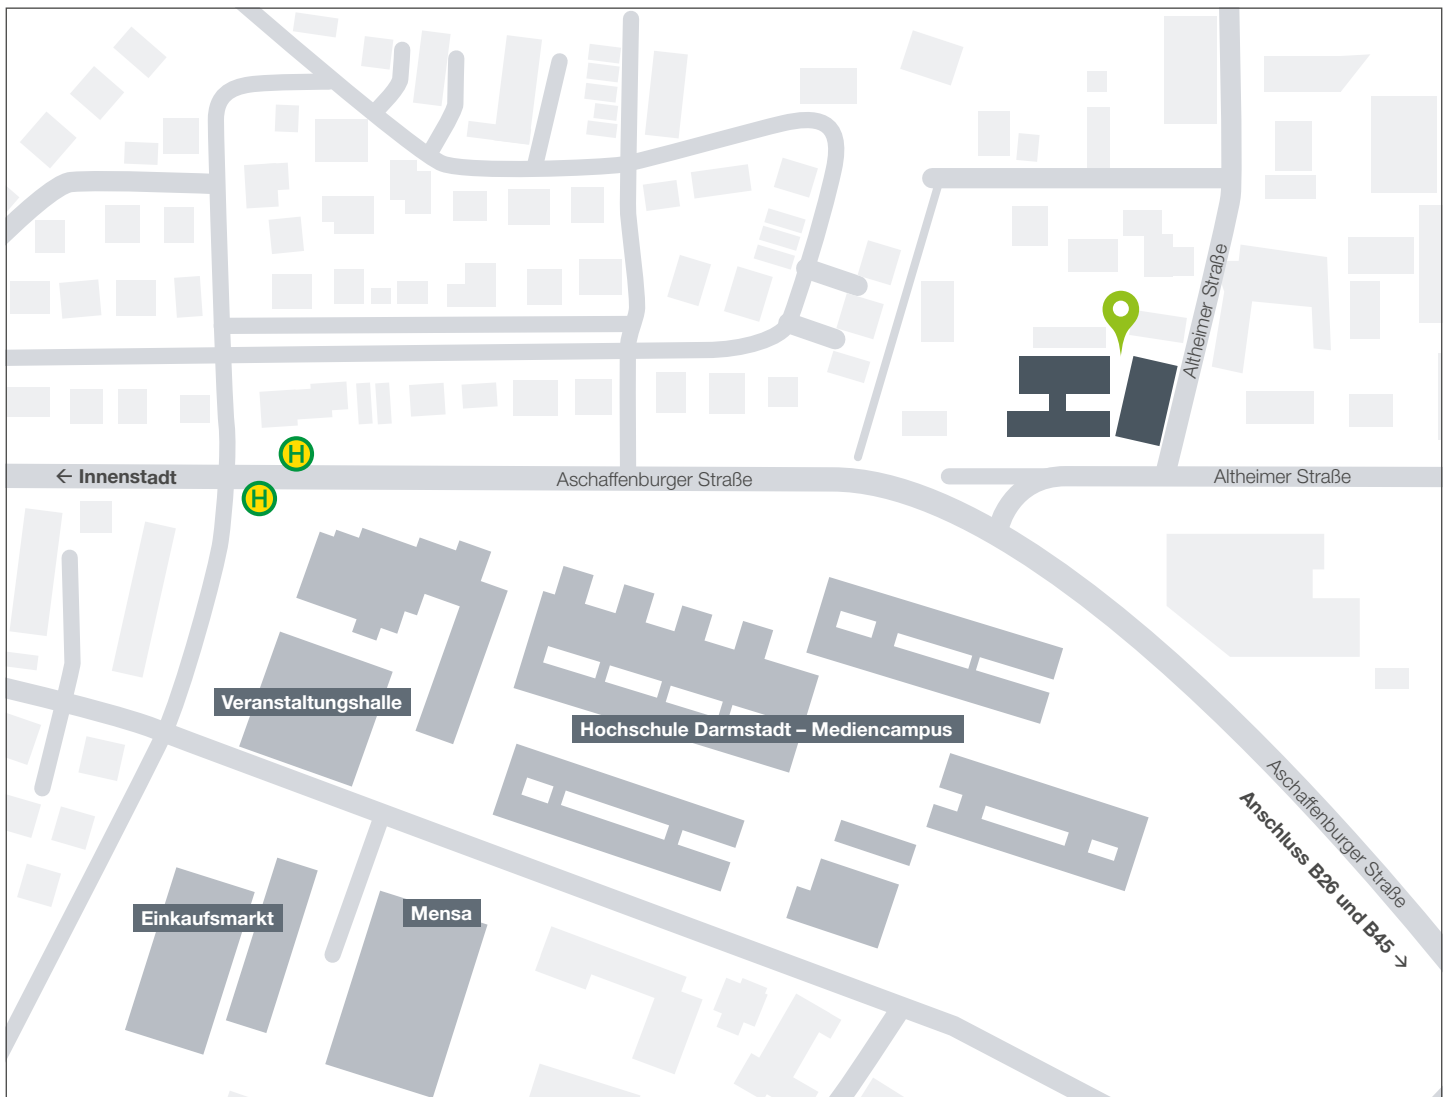 Altheimer Straße
H
← Innenstadt
Aschaffenburger Straße
Altheimer Straße
H
Veranstaltungshalle
Hochschule Darmstadt – Mediencampus
Aschaffenburger Straße
Anschluss B26 und B45 →
Einkaufsmarkt
Mensa